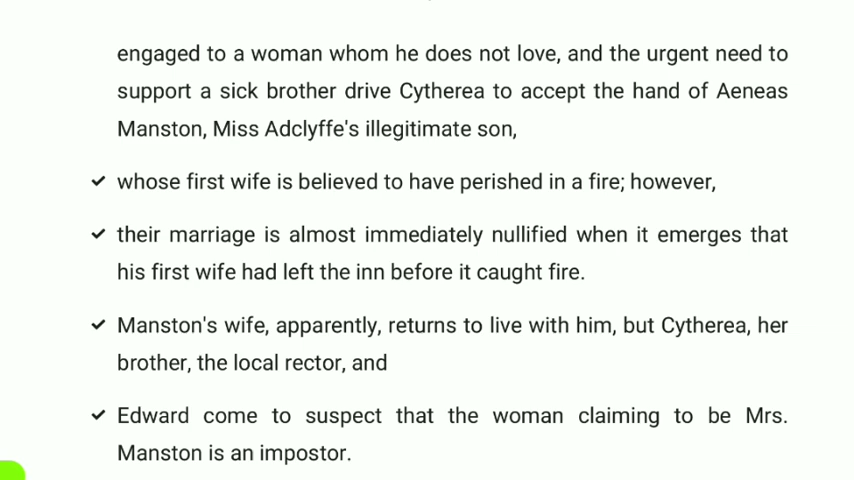 engaged to a woman whom he does not love, and the urgent need to
support a sick brother drive Cytherea to accept the hand of Aeneas
Manston, Miss Adclyffe's illegitimate son,
✓ whose first wife is believed to have perished in a fire; however,
✓ their marriage is almost immediately nullified when it emerges that
his first wife had left the inn before it caught fire.
✓ Manston's wife, apparently, returns to live with him, but Cytherea, her
brother, the local rector, and
✓ Edward come to suspect that the woman claiming to be Mrs.
Manston is an impostor.